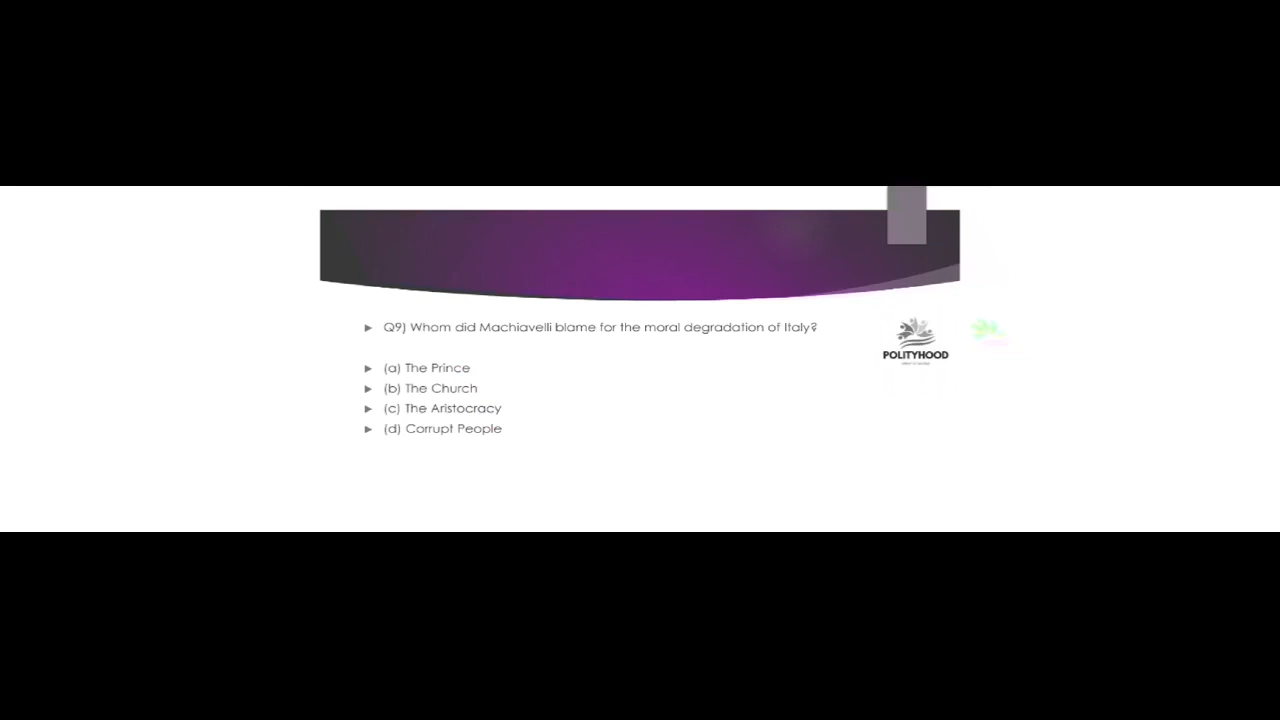 Q9) Whom did Machiavelli blame for the moral degradation of Italy?
(a) The Prince
(b) The Church
(c) The Aristocracy
(d) Corrupt People
POLITYHOOD